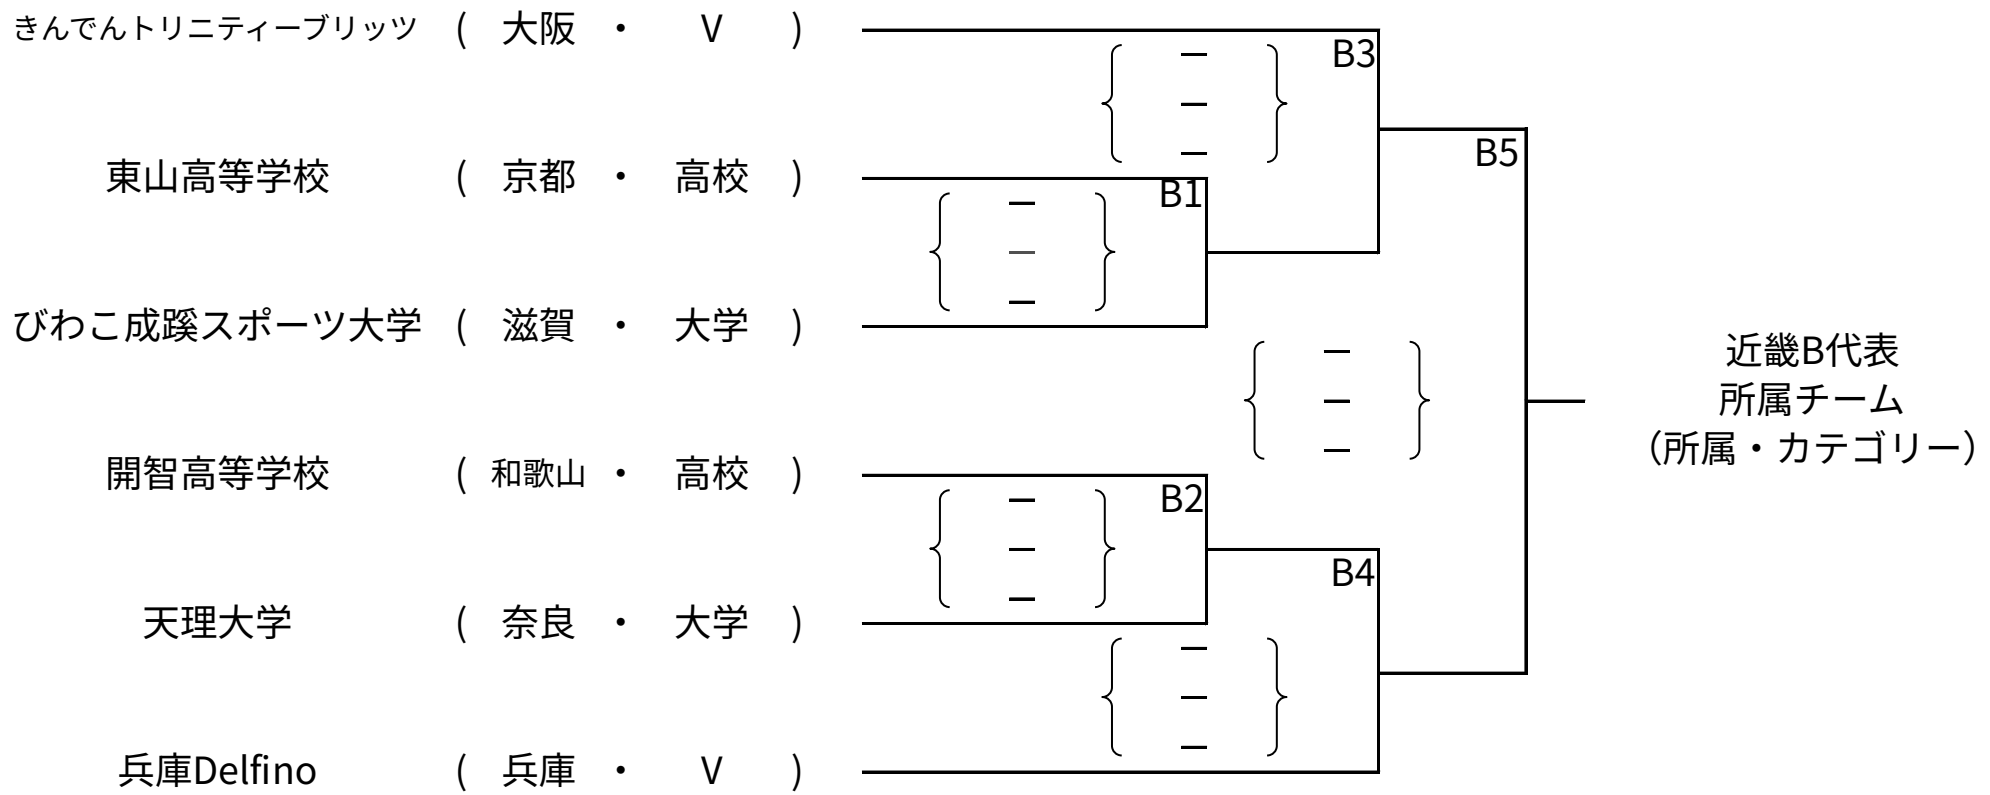 きんでんトリニティーブリッツ ( 大阪 ・ V )
B3
東山高等学校 ( 京都 ・ 高校 )
B1
B5
びわこ成蹊スポーツ大学 ( 滋賀 ・ 大学 )
近畿B代表
所属チーム
（所属・カテゴリー）
開智高等学校 ( 和歌山 ・ 高校 )
B2
天理大学 ( 奈良 ・ 大学 )
B4
兵庫Delfino ( 兵庫 ・ V )